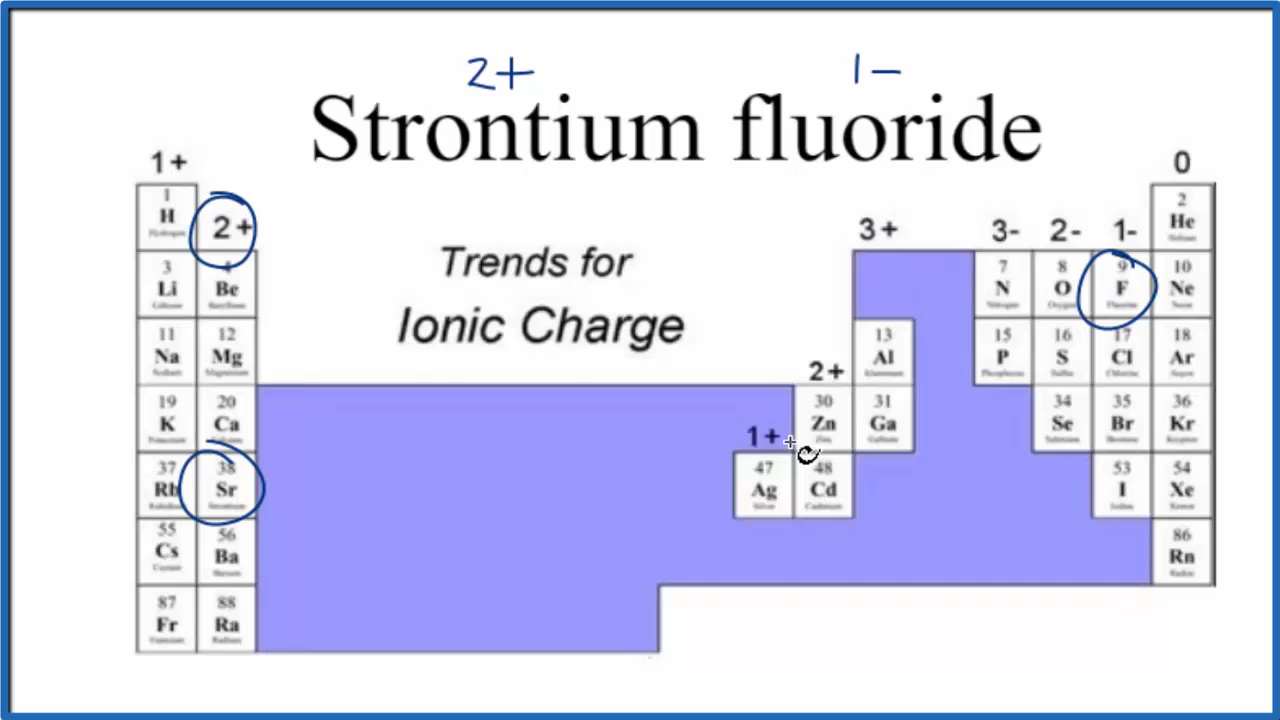 2+ 1-
Strontium fluoride
1+ 0
1 2
H 2+ He
Hydrogen Helium
3+ 3- 2- 1-
Trends for
3 4 7 8 9 10
Li Be N O F Ne
Ionic Charge
11 12 13 15 16 17 18
Na Mg Al P S Cl Ar
2+
19 20 30 31 34 35 36
K Ca Zn Ga Se Br Kr
1+
37 38 47 48 53 54
Rb Sr Ag Cd I Xe
55 56 86
Cs Ba Rn
87 88
Fr Ra